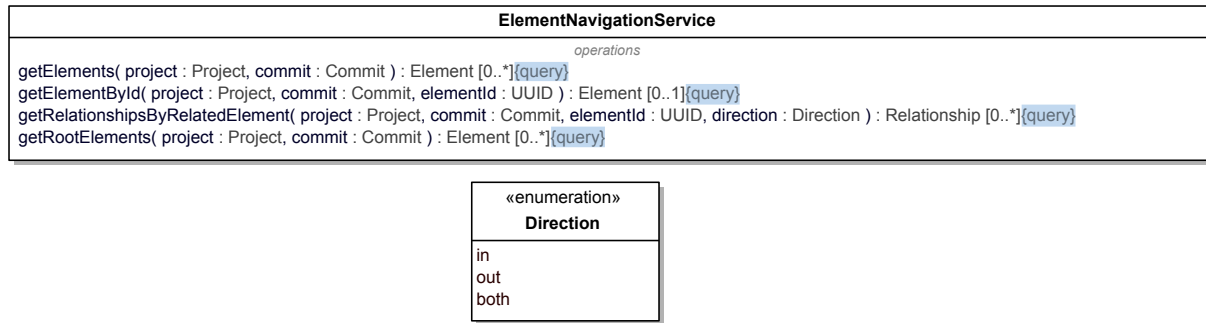 ElementNavigationService
operations
getElements( project : Project, commit : Commit ) : Element [0..*]{query}
getElementById( project : Project, commit : Commit, elementId : UUID ) : Element [0..1]{query}
getRelationshipsByRelatedElement( project : Project, commit : Commit, elementId : UUID, direction : Direction ) : Relationship [0..*]{query}
getRootElements( project : Project, commit : Commit ) : Element [0..*]{query}
«enumeration»
Direction
in
out
both